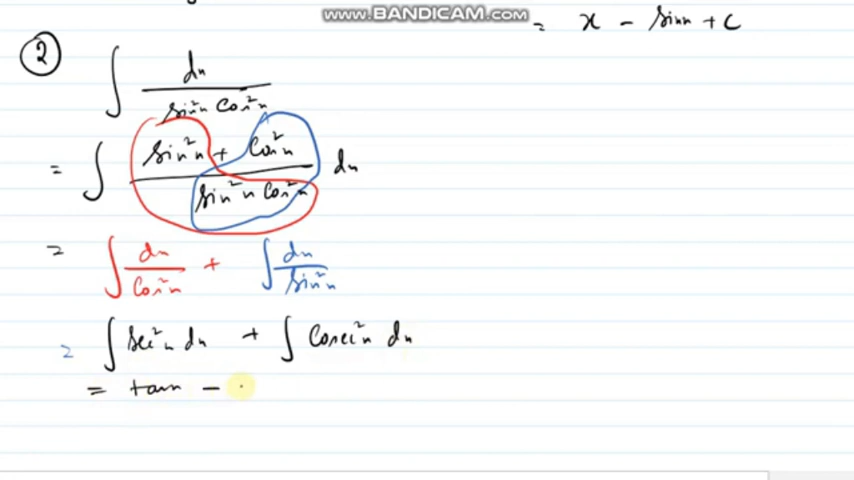 WWW.BANDICAM.COM
= x - sinx + C
2
∫ dx / sin²x cos²x
= ∫ sin²x + cos²x / sin²x cos²x dx
= ∫ dx / cos²x + ∫ dx / sin²x
= ∫ sec²x dx + ∫ cosec²x dx
= tanx -